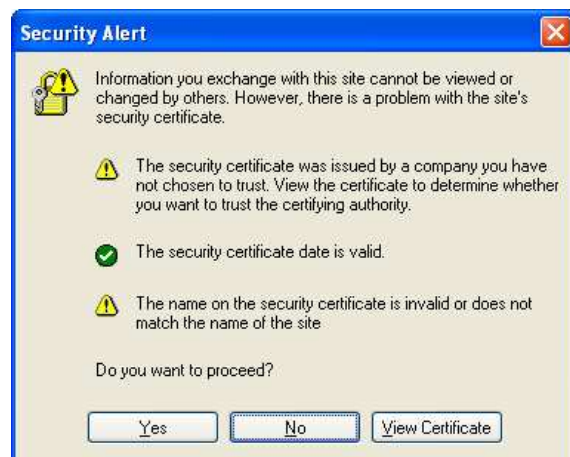 Security Alert
Information you exchange with this site cannot be viewed or
changed by others. However, there is a problem with the site's
security certificate.
The security certificate was issued by a company you have
not chosen to trust. View the certificate to determine whether
you want to trust the certifying authority.
The security certificate date is valid.
The name on the security certificate is invalid or does not
match the name of the site
Do you want to proceed?
Yes
No
View Certificate